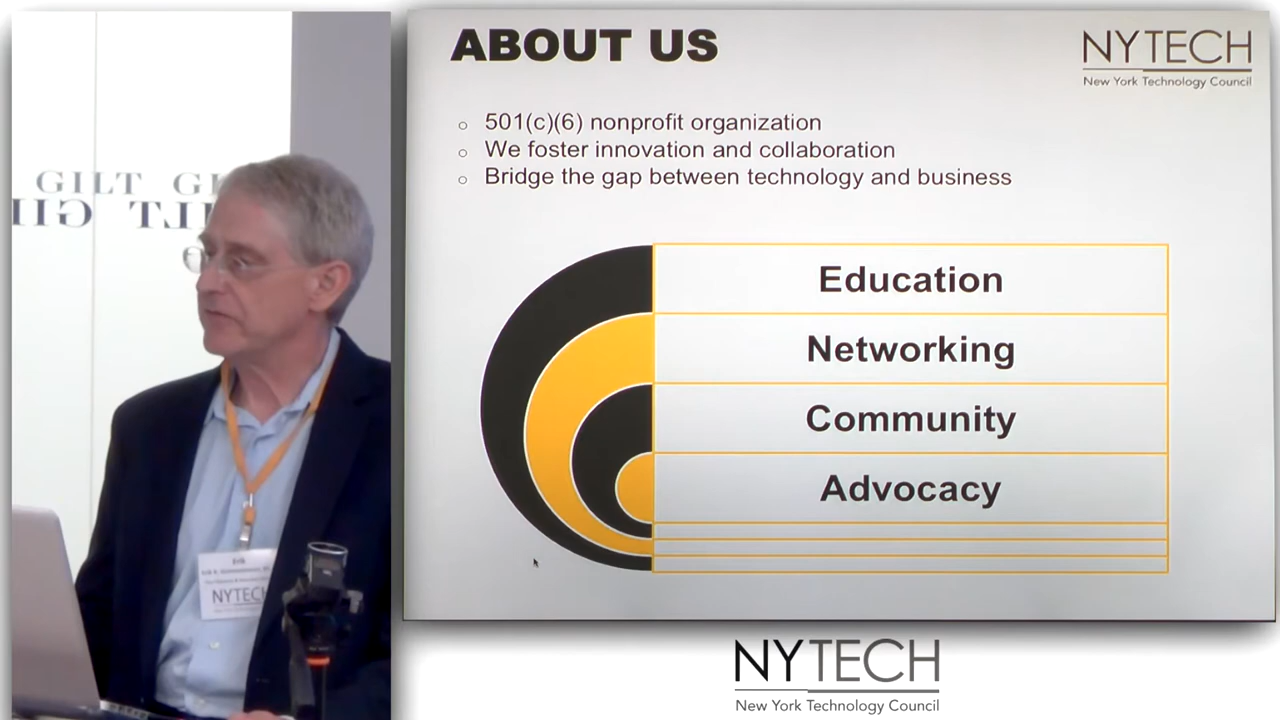 ABOUT US
NYTECH
New York Technology Council
501(c)(6) nonprofit organization
We foster innovation and collaboration
Bridge the gap between technology and business
Education
Networking
Community
Advocacy
GILT
Erik
NYTECH
NYTECH
New York Technology Council